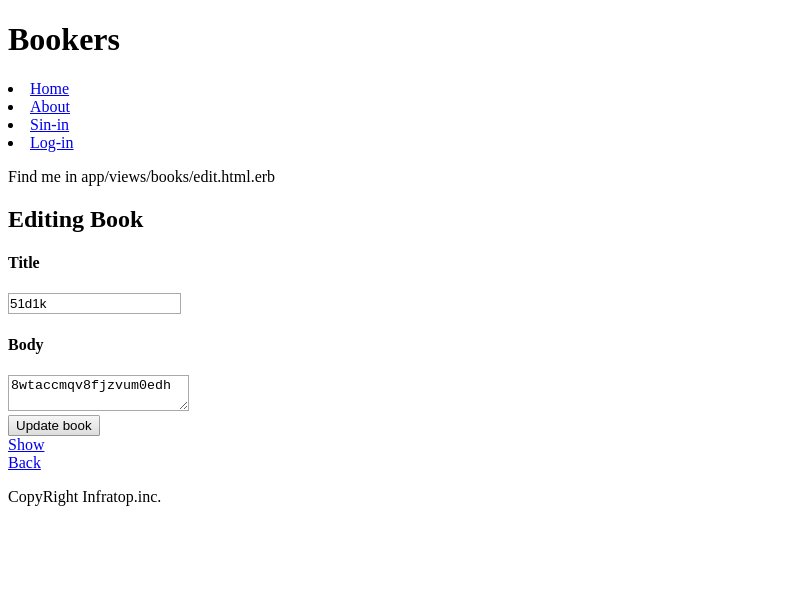 Bookers
Home
About
Sin-in
Log-in
Find me in app/views/books/edit.html.erb
Editing Book
Title
51d1k
Body
8wtaccmqv8fjzvum0edh
Update book
Show
Back
CopyRight Infratop.inc.